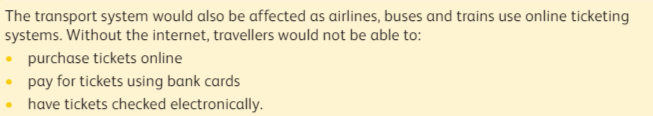 The transport system would also be affected as airlines, buses and trains use online ticketing
systems. Without the internet, travellers would not be able to:
• purchase tickets online
• pay for tickets using bank cards
• have tickets checked electronically.